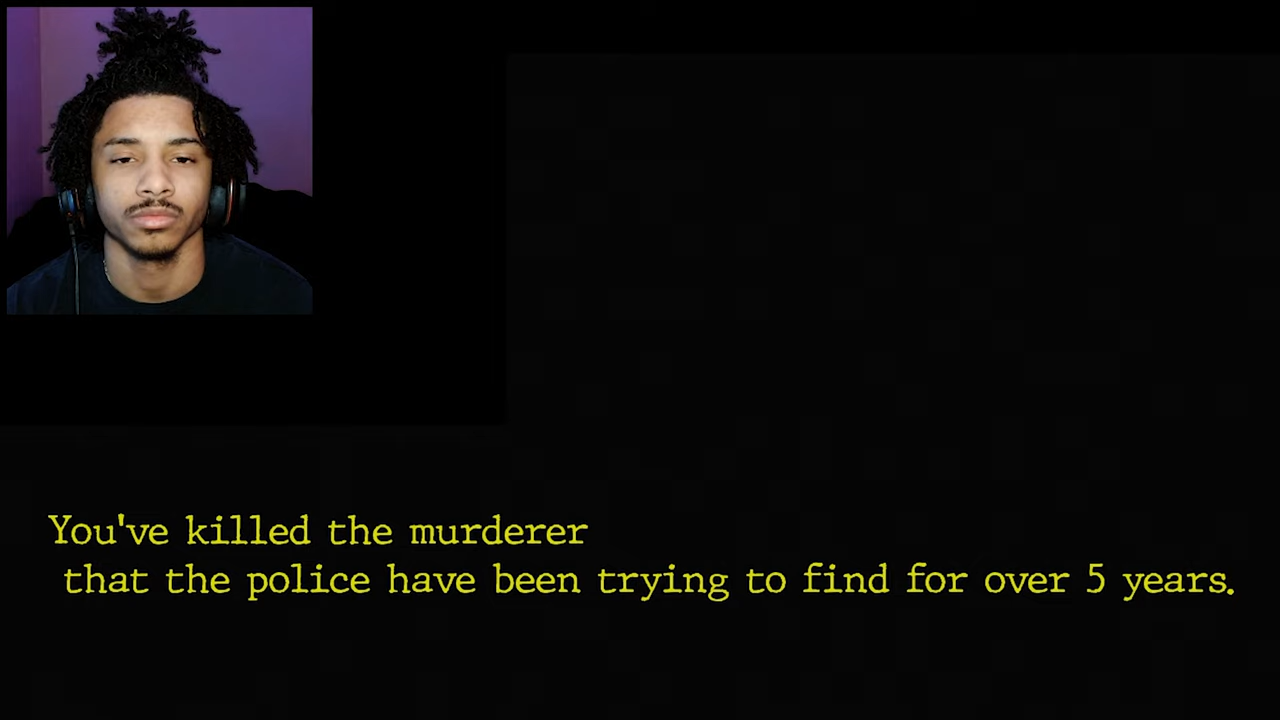 You've killed the murderer
that the police have been trying to find for over 5 years.